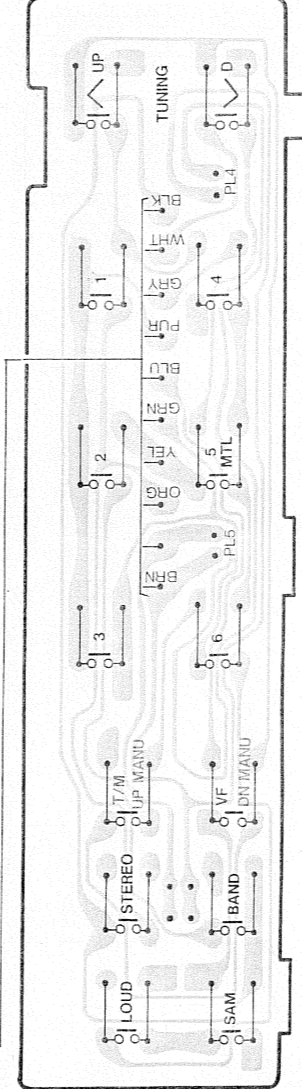 UP
TUNING
D
PL4
BLK
WHT
GRY
PUR
BLU
GRN
YEL
ORG
BRN
1
4
2
5
MTL
PL5
3
6
T/M
UP MANU
VF
DN MANU
STEREO
BAND
LOUD
SAM